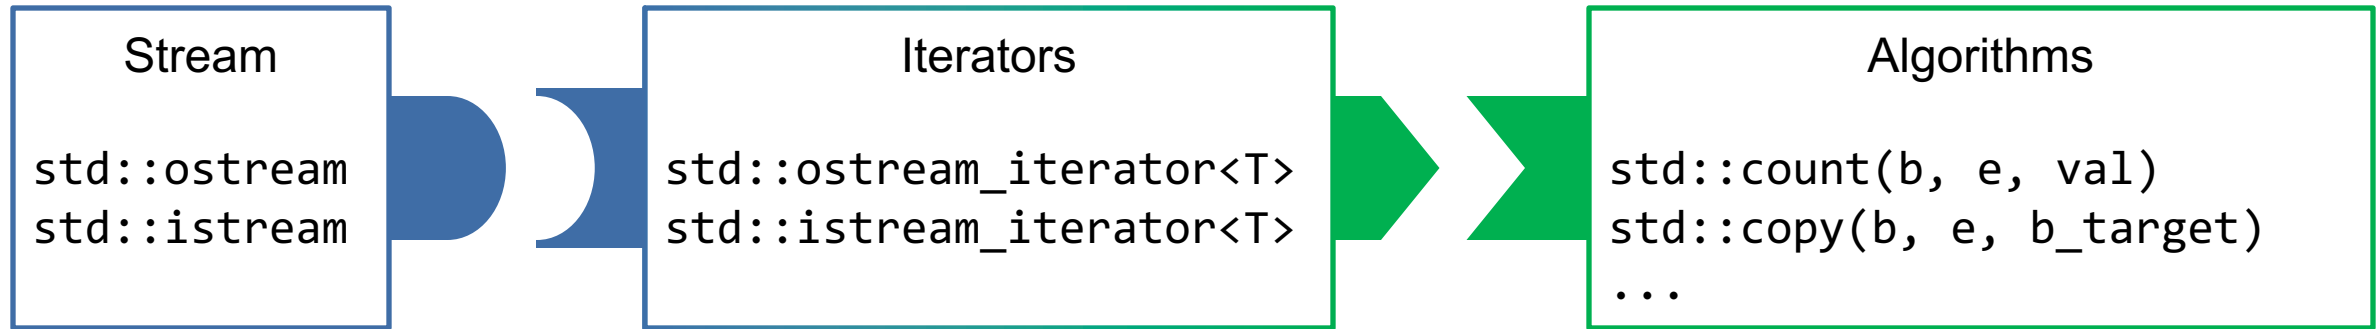 Stream
std::ostream
std::istream
Iterators
std::ostream_iterator<T>
std::istream_iterator<T>
Algorithms
std::count(b, e, val)
std::copy(b, e, b_target)
...